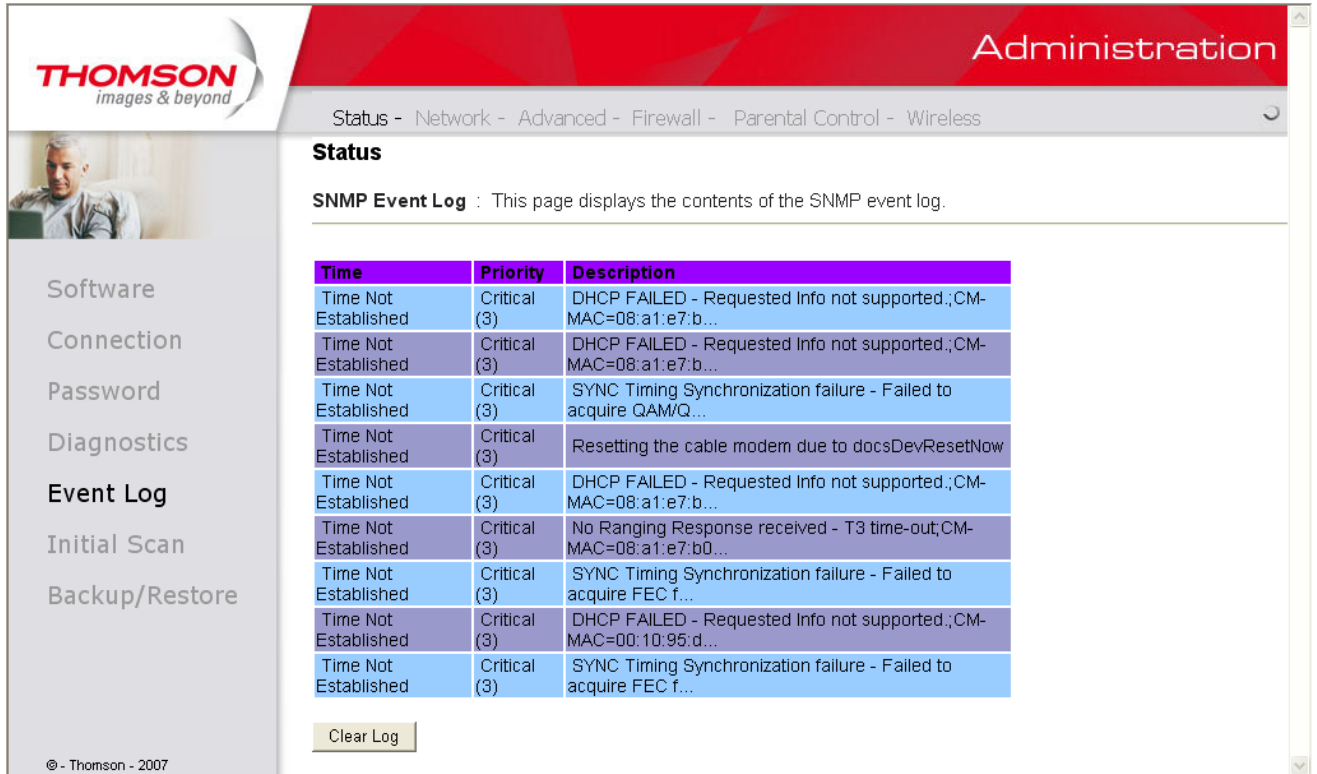 THOMSON
images & beyond
Administration
Status - Network - Advanced - Firewall - Parental Control - Wireless
Status
SNMP Event Log : This page displays the contents of the SNMP event log.
Software
Connection
Password
Diagnostics
Event Log
Initial Scan
Backup/Restore
Time Priority Description
Time Not Critical DHCP FAILED - Requested Info not supported.;CM-
Established (3) MAC=08:a1:e7:b...
Time Not Critical DHCP FAILED - Requested Info not supported.;CM-
Established (3) MAC=08:a1:e7:b...
Time Not Critical SYNC Timing Synchronization failure - Failed to
Established (3) acquire QAM/Q...
Time Not Critical Resetting the cable modem due to docsDevResetNow
Established (3)
Time Not Critical DHCP FAILED - Requested Info not supported.;CM-
Established (3) MAC=08:a1:e7:b...
Time Not Critical No Ranging Response received - T3 time-out;CM-
Established (3) MAC=08:a1:e7:b0...
Time Not Critical SYNC Timing Synchronization failure - Failed to
Established (3) acquire FEC f...
Time Not Critical DHCP FAILED - Requested Info not supported.;CM-
Established (3) MAC=00:10:95:d...
Time Not Critical SYNC Timing Synchronization failure - Failed to
Established (3) acquire FEC f...
Clear Log
© - Thomson - 2007